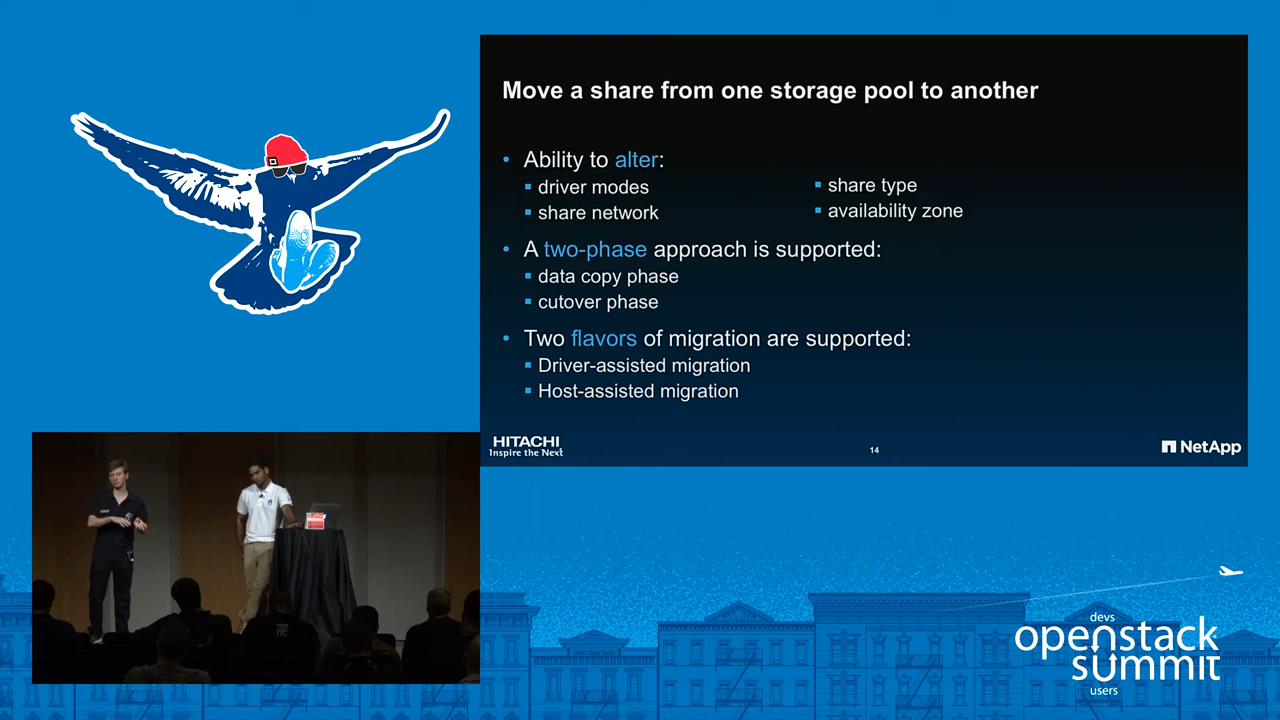 Move a share from one storage pool to another
Ability to alter:
driver modes
share network
share type
availability zone
A two-phase approach is supported:
data copy phase
cutover phase
Two flavors of migration are supported:
Driver-assisted migration
Host-assisted migration
HITACHI
Inspire the Next
14
NetApp
devs
openstack
summit
users